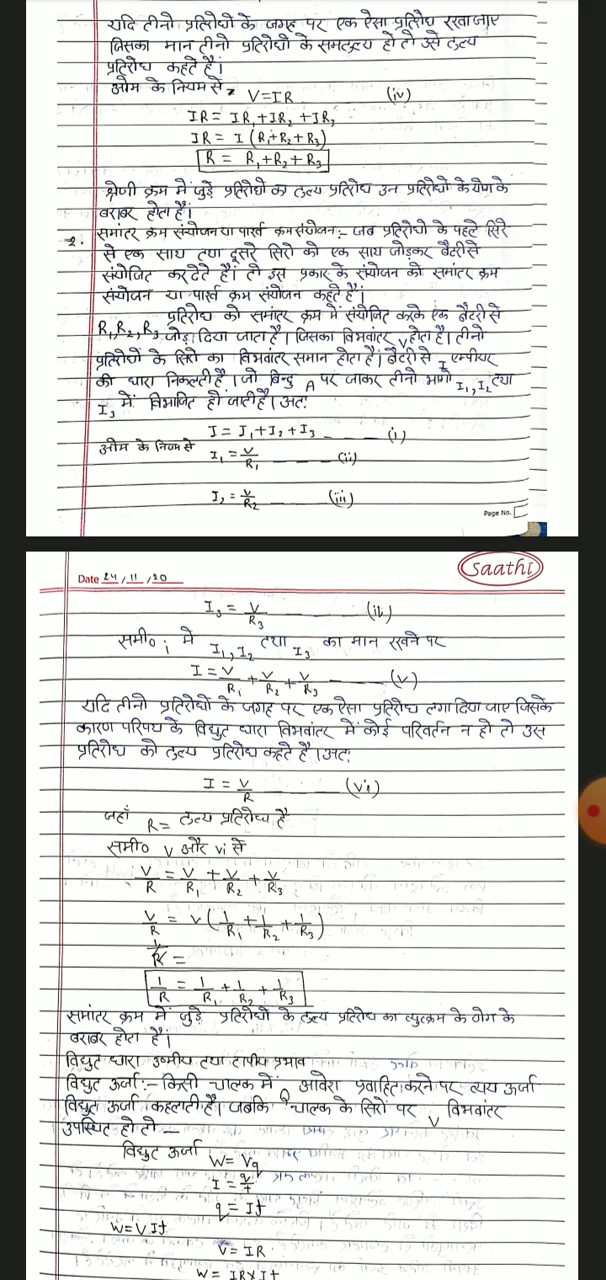 यदि तीनो प्रतिरोधों के जगह पर एक ऐसा प्रतिरोध रखा जाए
जिसका मान तीनो प्रतिरोधों के समतुल्य हो तो उसे तुल्य
प्रतिरोध कहते है।
ओम के नियम से, V=IR (iv)
IR = IR₁+IR₂ +IR₃
IR = I (R₁+R₂+R₃)
R = R₁+R₂+R₃
श्रेणी क्रम में जुड़े प्रतिरोधों का तुल्य प्रतिरोध उन प्रतिरोधों के योग के
बराबर होता है।
2. समांतर क्रम संयोजन या पार्श्व क्रम संयोजन :- जब प्रतिरोधों के पहले सिरे
से एक साथ तथा दूसरे सिरो को एक साथ जोड़कर बैटरी से
संयोजित कर देते है। तो इस प्रकार के संयोजन को समांतर क्रम
संयोजन या पार्श्व क्रम संयोजन कहते है।
प्रतिरोध को समांतर क्रम में संयोजित करके एक बैटरी से
R₁,R₂,R₃ जोड़ दिया जाता है। जिसका विभवांतर V होता है। तीनो
प्रतिरोधों के सिरो का विभवांतर समान होता है। बैटरी से I एम्पीयर
की धारा निकलती है। जो बिन्दु A पर जाकर तीनो भागो I₁,I₂ तथा
I₃ में विभाजित हो जाती है। अतः
I = I₁+I₂+I₃ (i)
ओम के नियम से I₁ = V/R₁ (ii)
I₂ = V/R₂ (iii)
Page No.
Date 24/11/20 Saathi
I₃ = V/R₃ (iv)
समी० i में I₁,I₂ तथा I₃ का मान रखने पर
I = V/R₁ + V/R₂ + V/R₃ (v)
यदि तीनो प्रतिरोधों के जगह पर एक ऐसा प्रतिरोध लगा दिया जाए जिसके
कारण परिपथ के विद्युत धारा विभवांतर में कोई परिवर्तन न हो तो उस
प्रतिरोध को तुल्य प्रतिरोध कहते है। अतः
I = V/R (vi)
जहाँ R = तुल्य प्रतिरोध है
समी० v और vi से
V/R = V/R₁ + V/R₂ + V/R₃
V/R = V(1/R₁ + 1/R₂ + 1/R₃)
1/R = 1/R₁ + 1/R₂ + 1/R₃
समांतर क्रम में जुड़े प्रतिरोधों के तुल्य प्रतिरोध का व्युत्क्रम के योग के
बराबर होता है।
विद्युत धारा उष्मीय तथा तापीय प्रभाव
विद्युत ऊर्जा :- किसी चालक में Q आवेश प्रवाहित करने पर व्यय ऊर्जा
विद्युत ऊर्जा कहलाती है। जबकि चालक के सिरों पर V विभवांतर
उपस्थित हो तो —
विद्युत ऊर्जा W = Vq
I = q/t
q = It
W = VIt
V = IR
W = IR×It